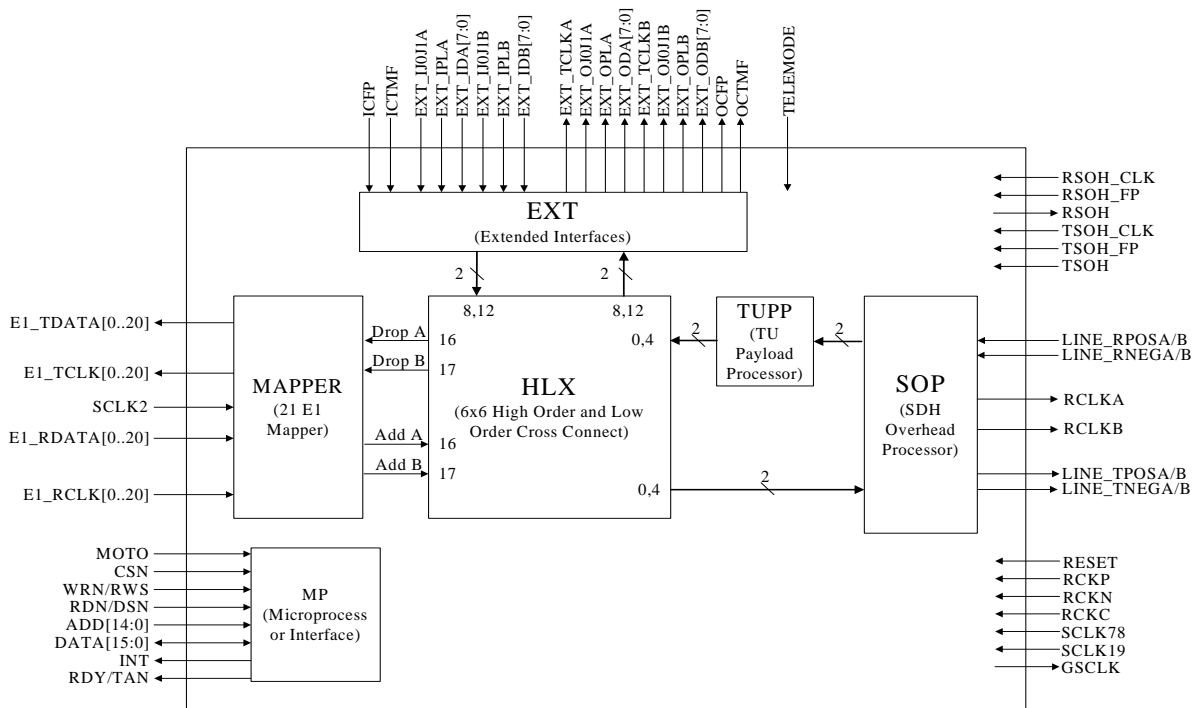 ICFP
ICTMF
EXT_IJ0J1A
EXT_IPLA
EXT_IDA[7:0]
EXT_IJ0J1B
EXT_IPLB
EXT_IDB[7:0]
EXT_TCLKA
EXT_OJ0J1A
EXT_OPLA
EXT_ODA[7:0]
EXT_TCLKB
EXT_OJ0J1B
EXT_OPLB
EXT_ODB[7:0]
OCFP
OCTMF
TELEMODE
RSOH_CLK
RSOH_FP
RSOH
TSOH_CLK
TSOH_FP
TSOH
EXT
(Extended Interfaces)
2
2
E1_TDATA[0..20]
E1_TCLK[0..20]
SCLK2
E1_RDATA[0..20]
E1_RCLK[0..20]
MAPPER
(21 E1
Mapper)
Drop A
Drop B
Add A
Add B
8,12
8,12
16
17
0,4
HLX
(6x6 High Order and Low
Order Cross Connect)
16
17
0,4
2
TUPP
(TU
Payload
Processor)
2
2
SOP
(SDH
Overhead
Processor)
LINE_RPOSA/B
LINE_RNEGA/B
RCLKA
RCLKB
LINE_TPOSA/B
LINE_TNEGA/B
MOTO
CSN
WRN/RWS
RDN/DSN
ADD[14:0]
DATA[15:0]
INT
RDY/TAN
MP
(Microprocess
or Interface)
RESET
RCKP
RCKN
RCKC
SCLK78
SCLK19
GSCLK